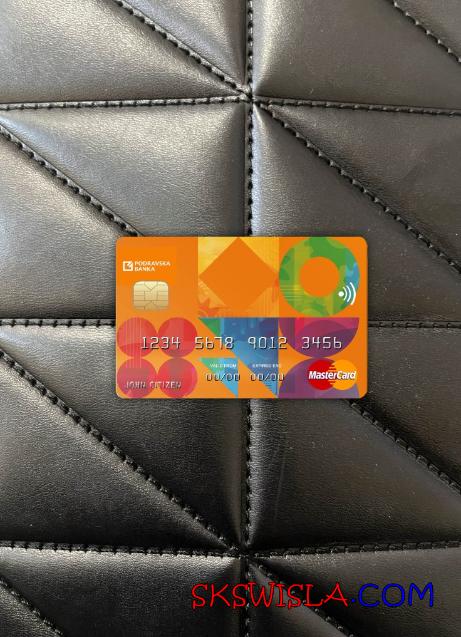 PODRAVSKA
BANKA
1234 5678 9012 3456
VALID FROM EXPIRES END
00/00 00/00
JOHN CITIZEN
MasterCard
SKSWISLA.COM